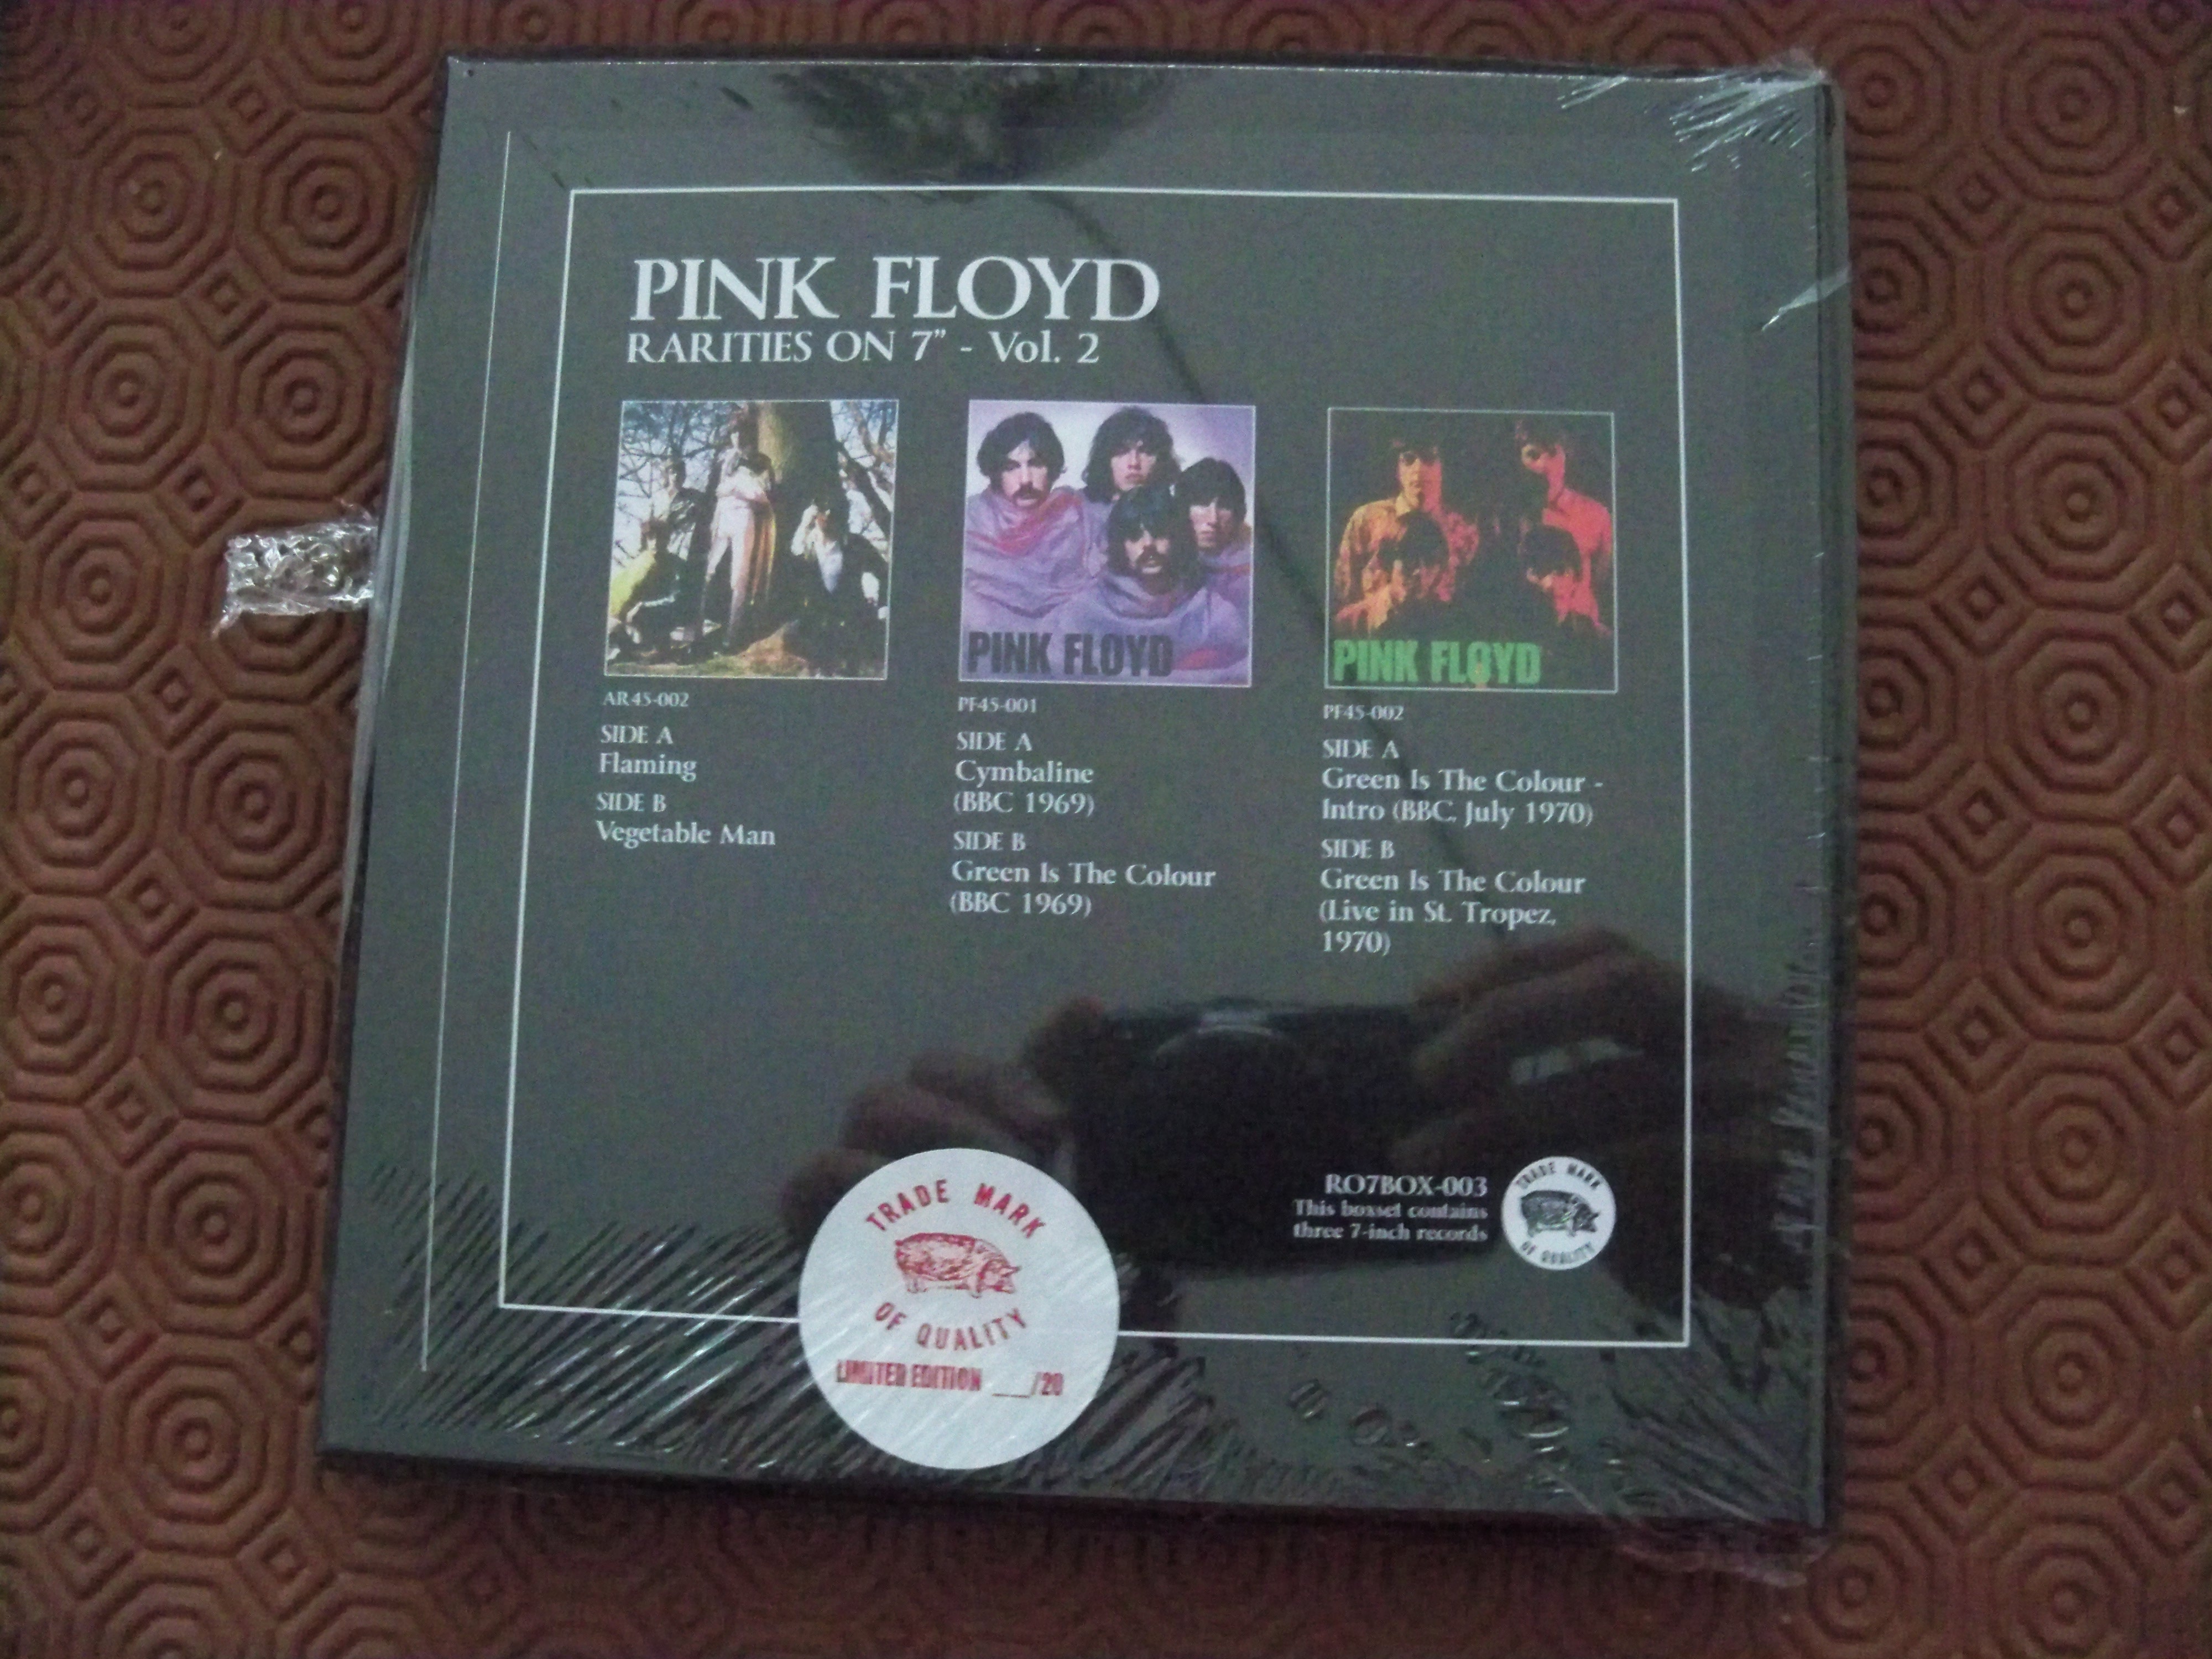 PINK FLOYD
RARITIES ON 7" - Vol. 2
PINK FLOYD
PINK FLOYD
AR45-002
SIDE A
Flaming
SIDE B
Vegetable Man
PF45-001
SIDE A
Cymbaline
(BBC 1969)
SIDE B
Green Is The Colour
(BBC 1969)
PF45-002
SIDE A
Green Is The Colour -
Intro (BBC, July 1970)
SIDE B
Green Is The Colour
(Live in St. Tropez,
1970)
RO7BOX-003
This boxset contains
three 7-inch records
TRADE MARK
OF QUALITY
TRADE MARK
OF QUALITY
LIMITED EDITION ___/20